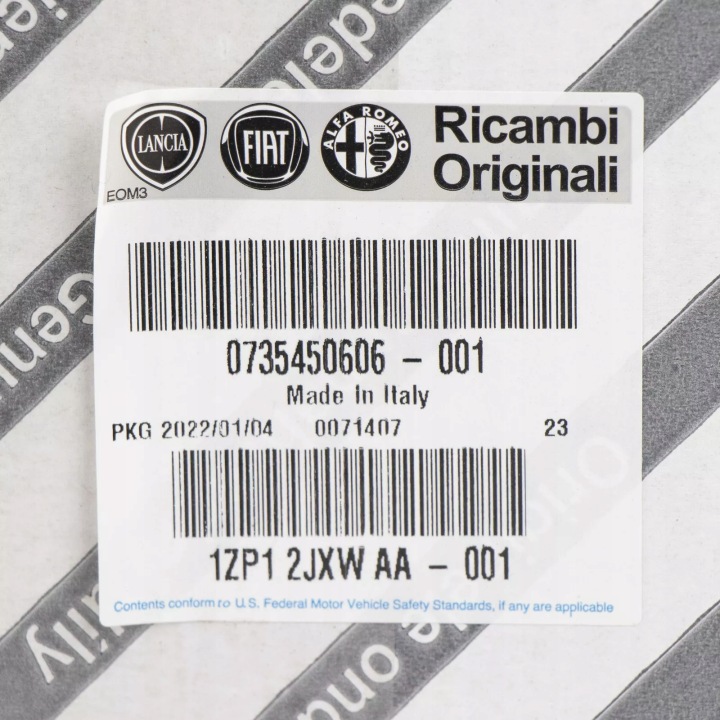 LANCIA
FIAT
ALFA ROMEO
Ricambi
Originali
EOM3
0735450606 - 001
Made In Italy
PKG 2022/01/04 0071407 23
1ZP1 2JXW AA - 001
Contents conform to U.S. Federal Motor Vehicle Safety Standards, if any are applicable